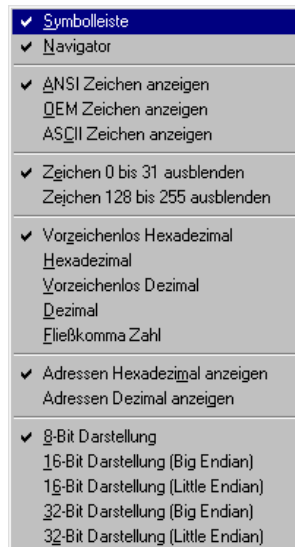 Symbolleiste
Navigator
ANSI Zeichen anzeigen
OEM Zeichen anzeigen
ASCII Zeichen anzeigen
Zeichen 0 bis 31 ausblenden
Zeichen 128 bis 255 ausblenden
Vorzeichenlos Hexadezimal
Hexadezimal
Vorzeichenlos Dezimal
Dezimal
Fließkomma Zahl
Adressen Hexadezimal anzeigen
Adressen Dezimal anzeigen
8-Bit Darstellung
16-Bit Darstellung (Big Endian)
16-Bit Darstellung (Little Endian)
32-Bit Darstellung (Big Endian)
32-Bit Darstellung (Little Endian)